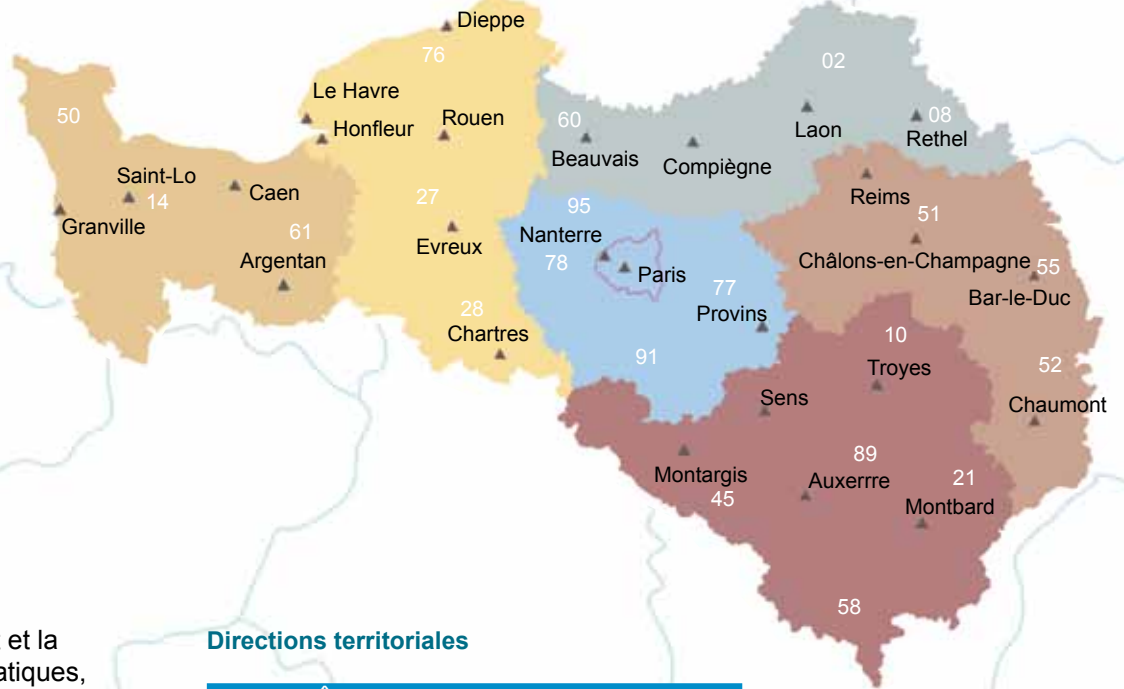 Dieppe
76
02
50
Le Havre
Honfleur
Rouen
60
Beauvais
Compiègne
Laon
08
Rethel
Saint-Lo
14
Granville
Caen
61
Argentan
27
Evreux
95
Nanterre
78
Paris
77
Provins
Reims
51
Châlons-en-Champagne
55
Bar-le-Duc
28
Chartres
91
10
Troyes
52
Chaumont
Sens
Montargis
45
89
Auxerrre
21
Montbard
58
et la
Directions territoriales